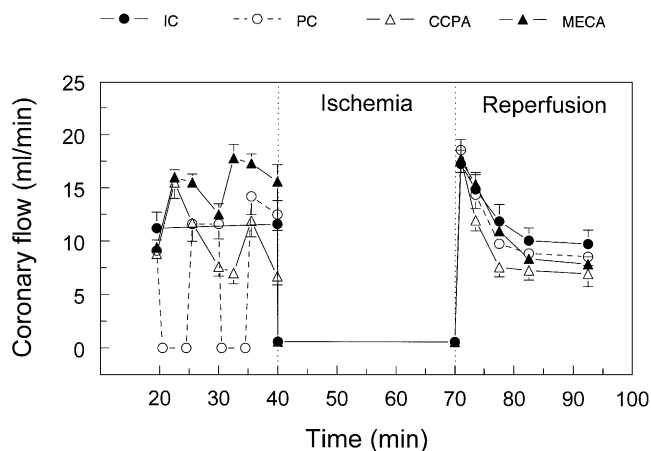 IC PC CCPA MECA
Ischemia Reperfusion
Coronary flow (ml/min)
25
20
15
10
5
0
20 30 40 50 60 70 80 90 100
Time (min)